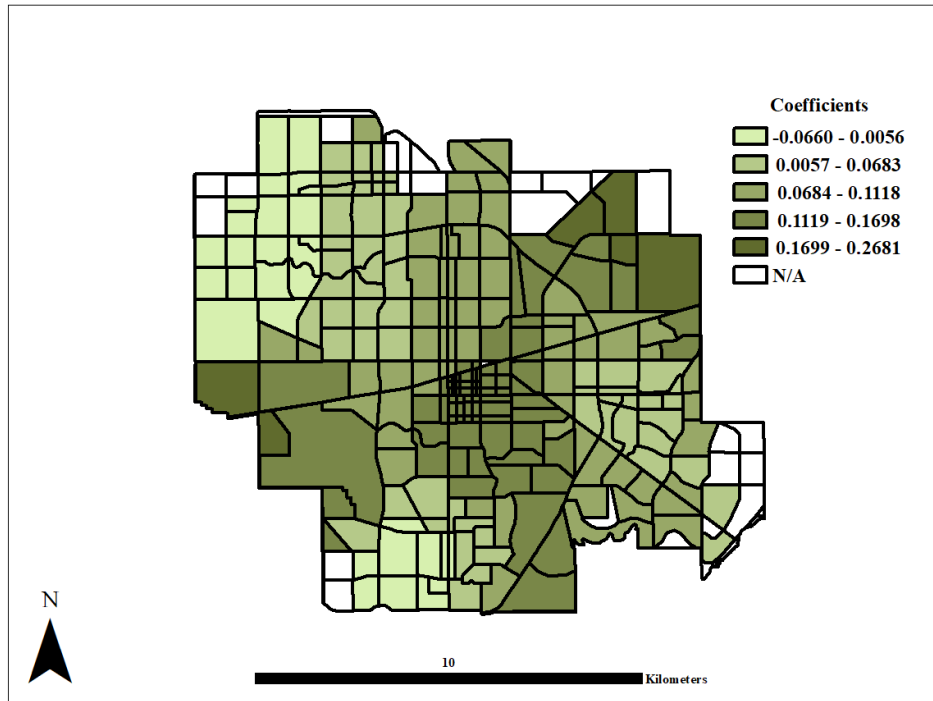 Coefficients
-0.0660 - 0.0056
0.0057 - 0.0683
0.0684 - 0.1118
0.1119 - 0.1698
0.1699 - 0.2681
N/A
N
10
Kilometers